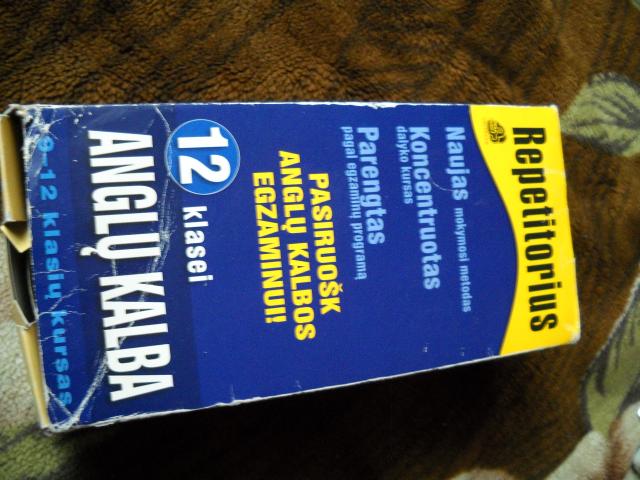 Repetitorius
Naujas mokymosi metodas
Koncentruotas
dalyko kursas
Parengtas
pagal egzaminų programą
PASIRUOŠK
ANGLŲ KALBOS
EGZAMINUI!
12 klasei
ANGLŲ KALBA
9–12 klasių kursas